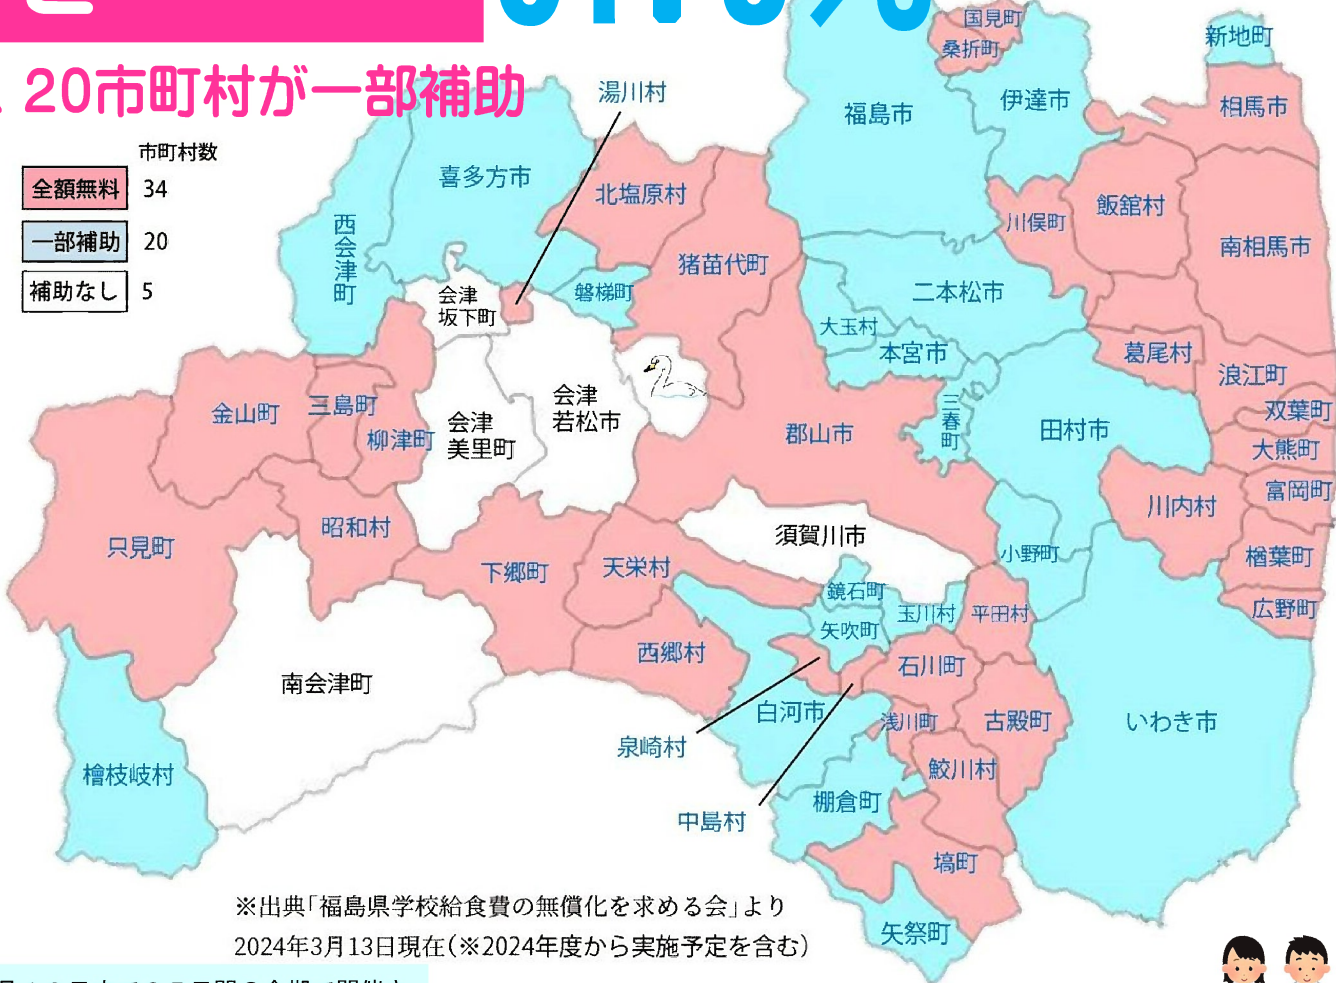 20市町村が一部補助
市町村数
全額無料 34
一部補助 20
補助なし 5
国見町
桑折町
新地町
福島市
伊達市
相馬市
湯川村
喜多方市
北塩原村
西会津町
猪苗代町
川俣町
飯舘村
南相馬市
会津
坂下町
磐梯町
二本松市
大玉村
本宮市
葛尾村
浪江町
双葉町
金山町
三島町
柳津町
会津
美里町
会津
若松市
郡山市
三春町
田村市
大熊町
富岡町
川内村
只見町
昭和村
下郷町
天栄村
須賀川市
小野町
楢葉町
鏡石町
玉川村
平田村
広野町
矢吹町
南会津町
西郷村
石川町
白河市
浅川町
古殿町
いわき市
泉崎村
檜枝岐村
鮫川村
中島村
棚倉町
塙町
矢祭町
※出典「福島県学校給食費の無償化を求める会」より
2024年3月13日現在(※2024年度から実施予定を含む)